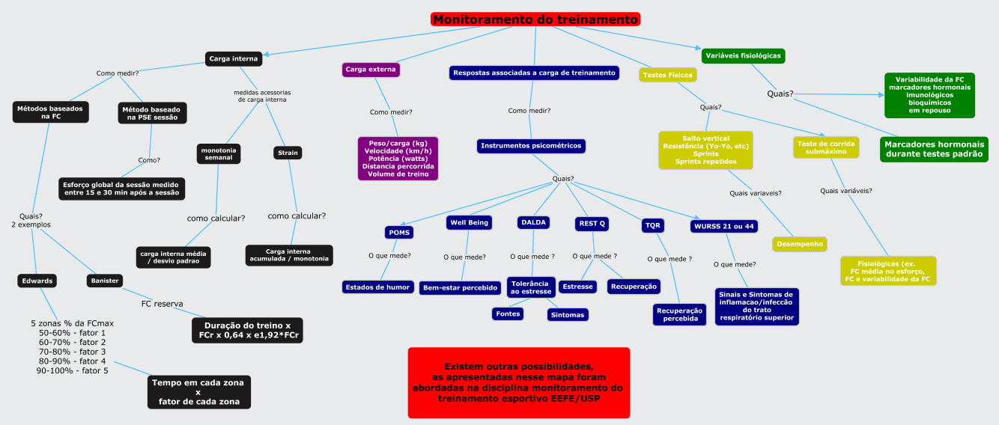 Monitoramento do treinamento
Carga interna
Como medir?
Métodos baseados
na FC
Método baseado
na PSE sessão
Como?
Esforço global da sessão medido
entre 15 e 30 min após a sessão
Quais?
2 exemplos
Edwards
Banister
5 zonas % da FCmax
50-60% - fator 1
60-70% - fator 2
70-80% - fator 3
80-90% - fator 4
90-100% - fator 5
Tempo em cada zona
x
fator de cada zona
FC reserva
Duração do treino x
FCr x 0,64 x e1,92*FCr
medidas acessorias
de carga interna
monotonia
semanal
Strain
como calcular?
carga interna média
/ desvio padrao
como calcular?
Carga interna
acumulada / monotonia
Carga externa
Como medir?
Peso/carga (kg)
Velocidade (km/h)
Potência (watts)
Distancia percorrida
Volume de treino
Respostas associadas a carga de treinamento
Como medir?
Instrumentos psicométricos
Quais?
POMS
O que mede?
Estados de humor
Well Being
O que mede?
Bem-estar percebido
DALDA
O que mede ?
Tolerância
ao estresse
Fontes
Sintomas
REST Q
O que mede ?
Estresse
Recuperação
TQR
O que mede ?
Recuperação
percebida
WURSS 21 ou 44
O que mede?
Sinais e Sintomas de
inflamacao/infeccão
do trato
respiratório superior
Testes Físicos
Quais?
Salto vertical
Resistência (Yo-Yo, etc)
Sprints
Sprints repetidos
Quais variaveis?
Desempenho
Teste de corrida
submáximo
Quais variáveis?
Fisiológicas (ex.
FC média no esforço,
FC e variabilidade da FC
Variáveis fisiológicas
Quais?
Variabilidade da FC
marcadores hormonais
imunológicos
bioquímicos
em repouso
Marcadores hormonais
durante testes padrão
Existem outras possibilidades,
as apresentadas nesse mapa foram
abordadas na disciplina monitoramento do
treinamento esportivo EEFE/USP